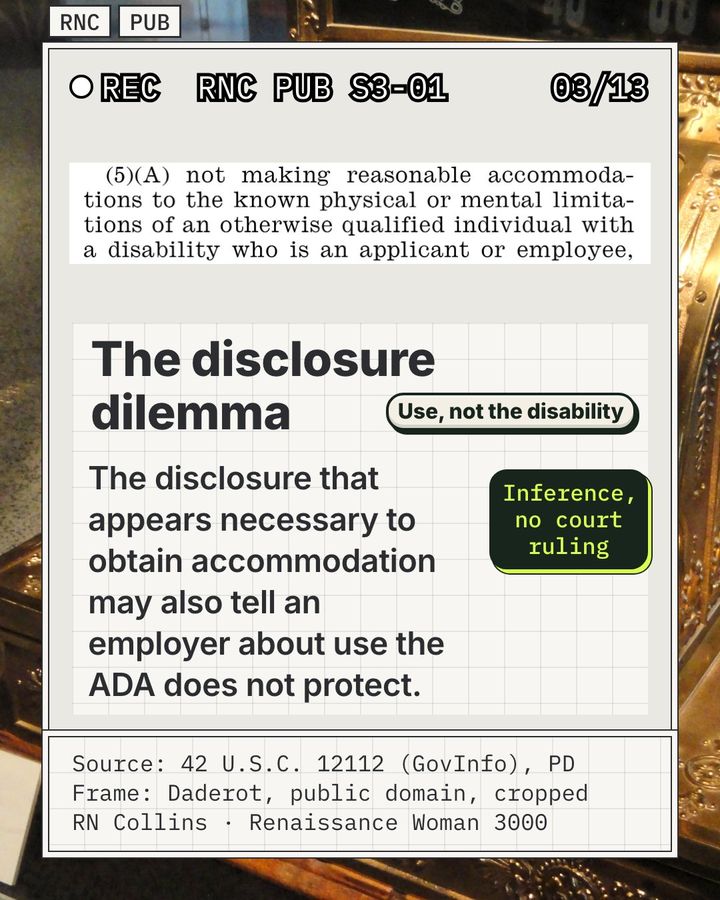 RNC PUB
REC RNC PUB S3-01 03/13
(5)(A) not making reasonable accommoda-
tions to the known physical or mental limita-
tions of an otherwise qualified individual with
a disability who is an applicant or employee,
The disclosure
dilemma
Use, not the disability
The disclosure that
appears necessary to
obtain accommodation
may also tell an
employer about use the
ADA does not protect.
Inference,
no court
ruling
Source: 42 U.S.C. 12112 (GovInfo), PD
Frame: Daderot, public domain, cropped
RN Collins · Renaissance Woman 3000